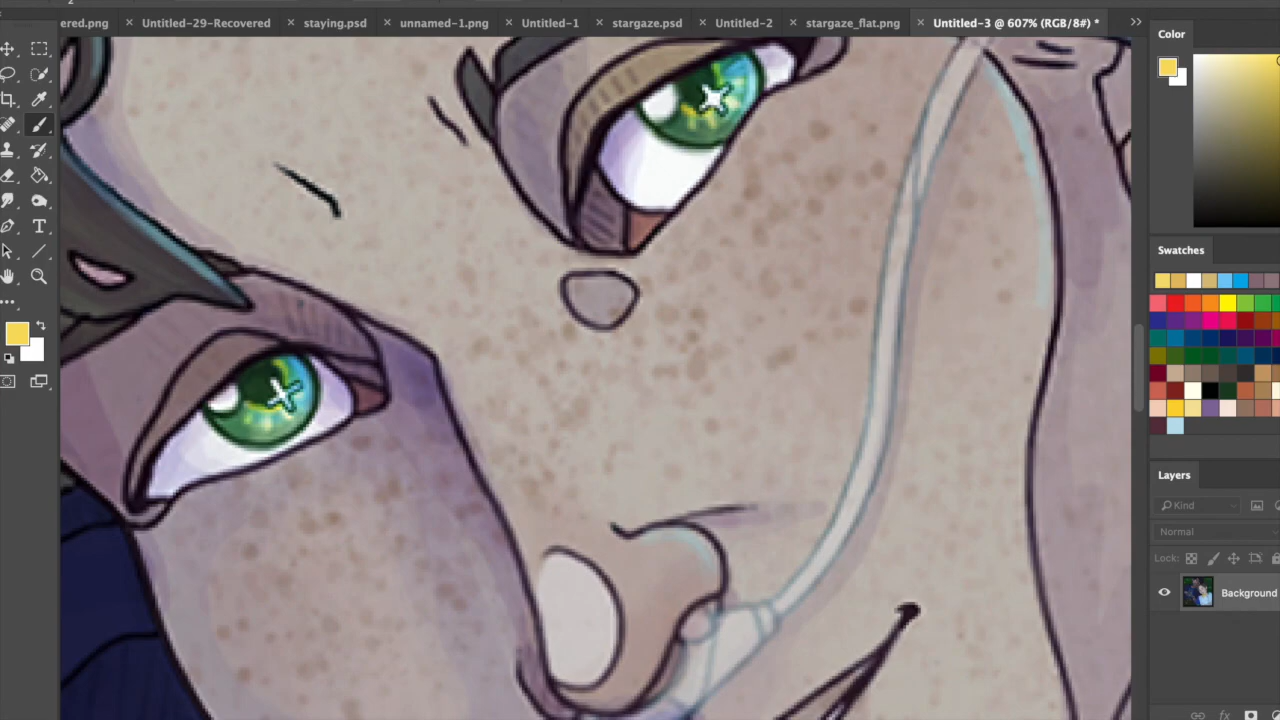 2
ered.png × Untitled-29-Recovered × staying.psd × unnamed-1.png × Untitled-1 × stargaze.psd × Untitled-2 × stargaze_flat.png × Untitled-3 @ 607% (RGB/8#) * >>
Color
T
Swatches
Layers
Kind
Normal
Lock:
Background
fx